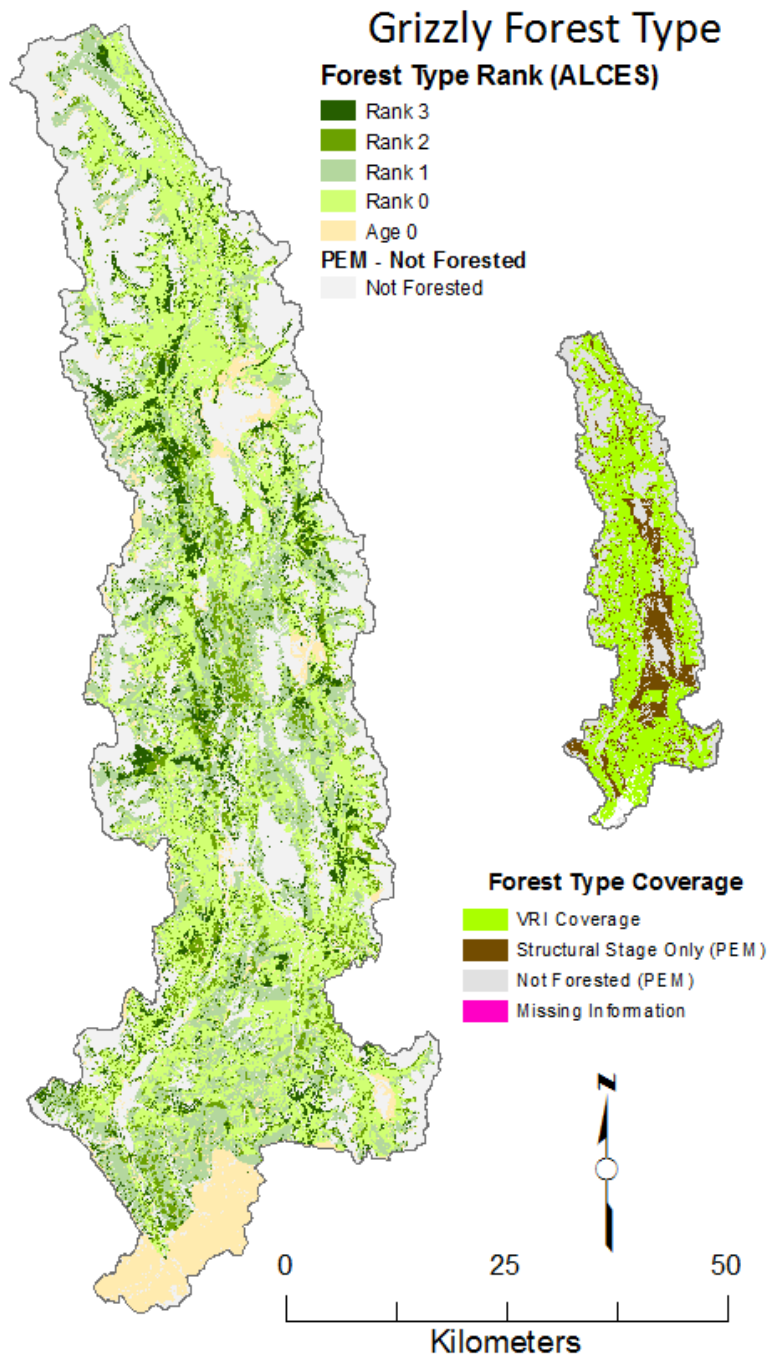 Grizzly Forest Type
Forest Type Rank (ALCES)
Rank 3
Rank 2
Rank 1
Rank 0
Age 0
PEM - Not Forested
Not Forested
Forest Type Coverage
VRI Coverage
Structural Stage Only (PEM)
Not Forested (PEM)
Missing Information
N
0 25 50
Kilometers